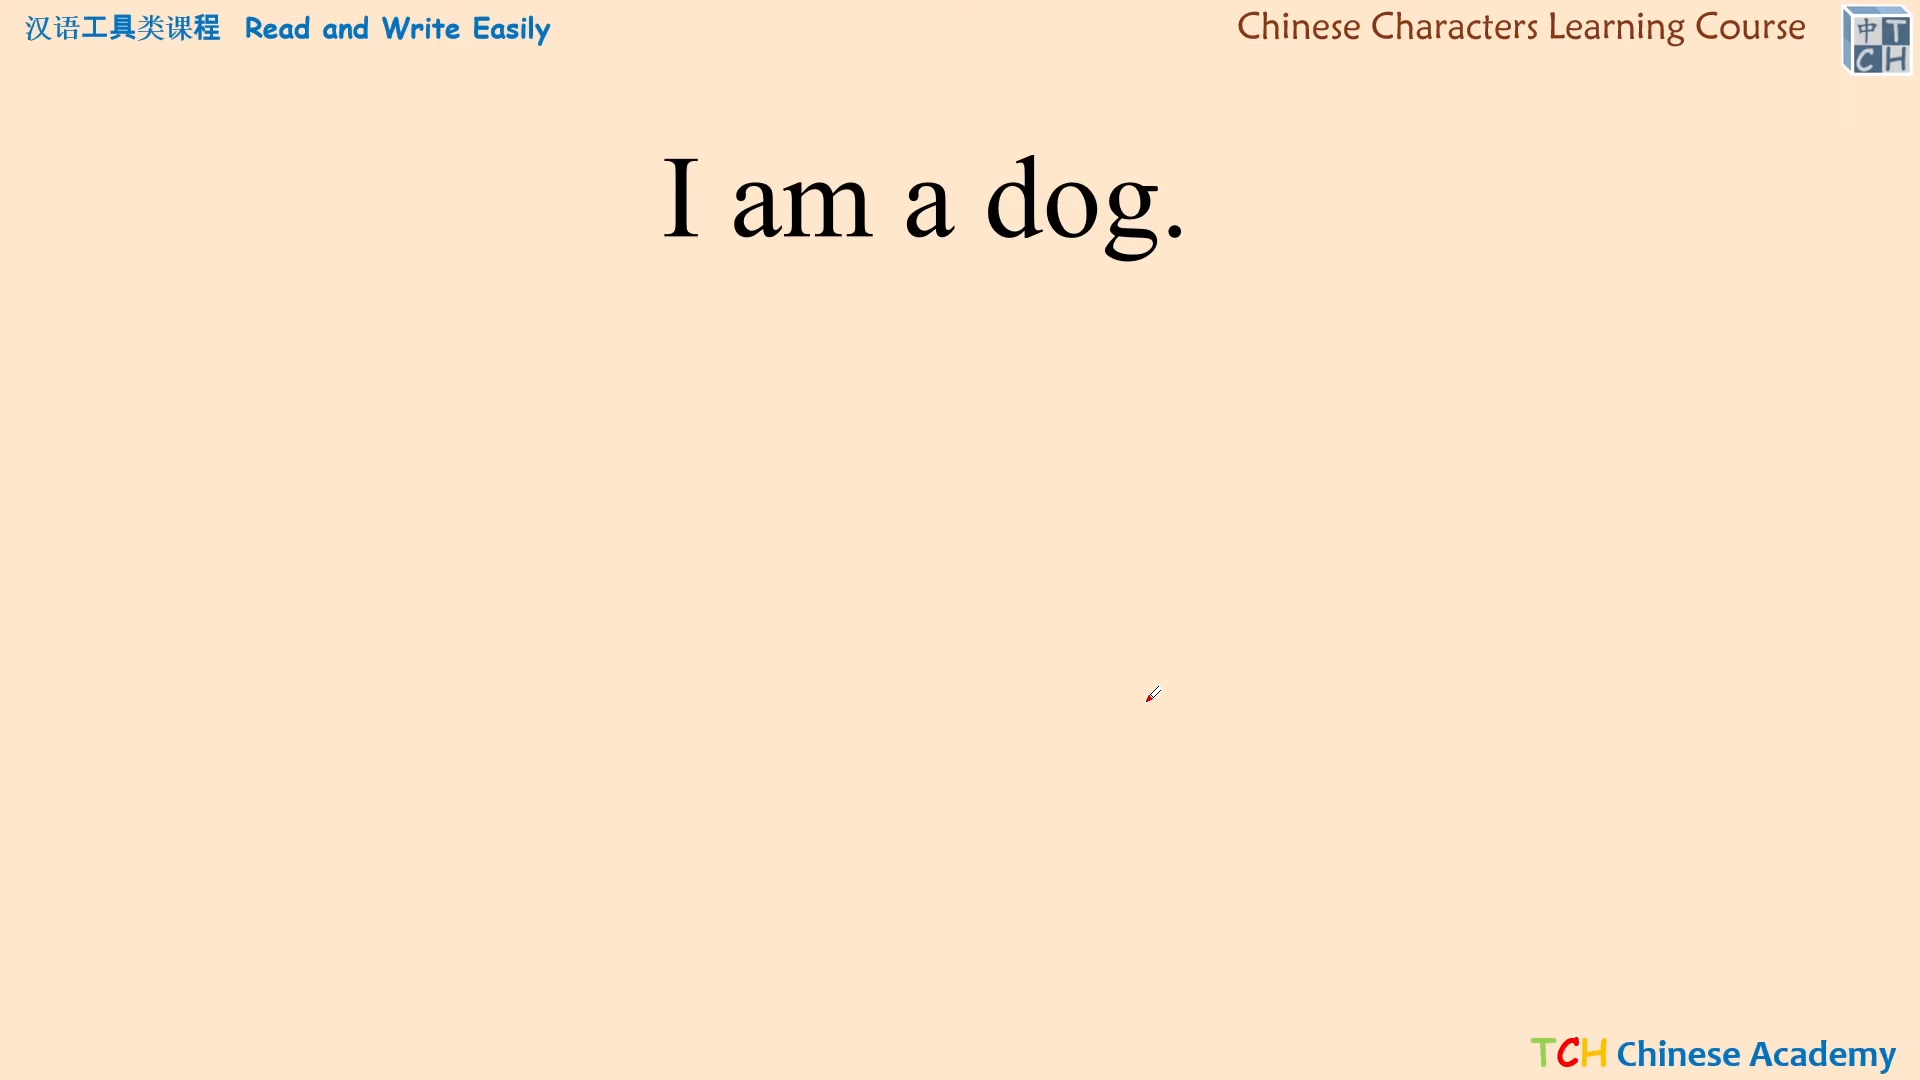 汉语工具类课程 Read and Write Easily
Chinese Characters Learning Course
中 T
C H
I am a dog.
TCH Chinese Academy